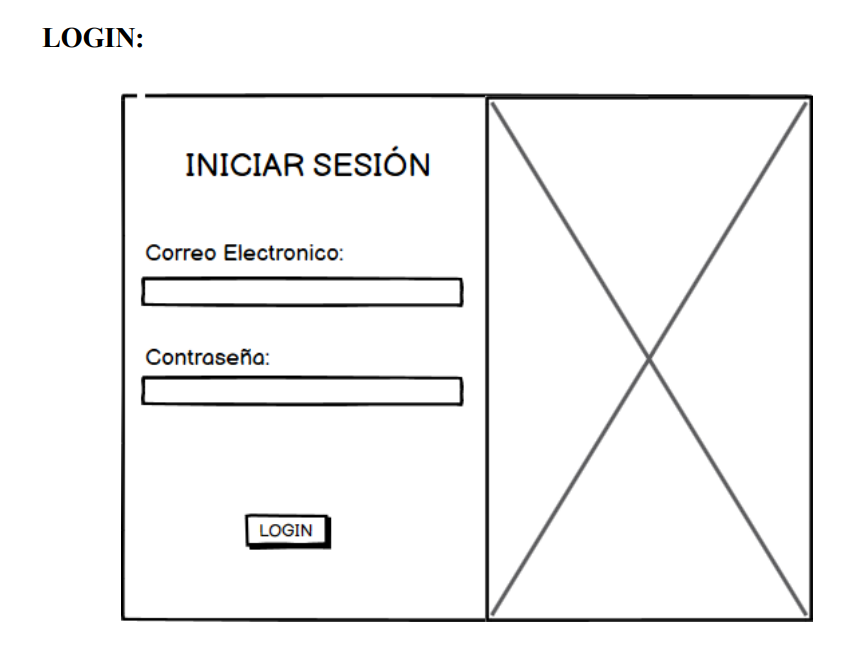 LOGIN:
INICIAR SESIÓN
Correo Electronico:
Contraseña:
LOGIN